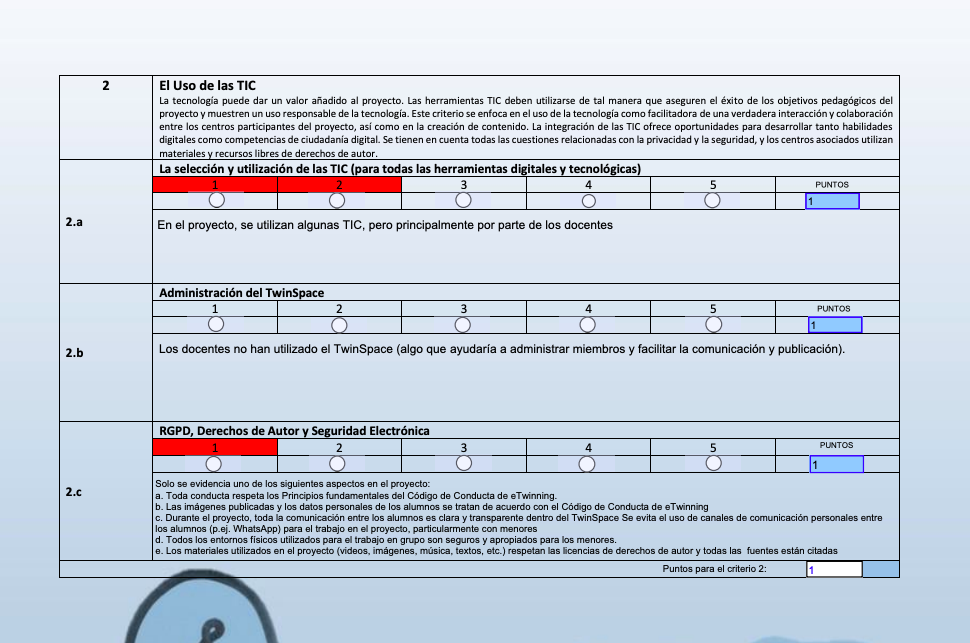 2
El Uso de las TIC
La tecnología puede dar un valor añadido al proyecto. Las herramientas TIC deben utilizarse de tal manera que aseguren el éxito de los objetivos pedagógicos del
proyecto y muestren un uso responsable de la tecnología. Este criterio se enfoca en el uso de la tecnología como facilitadora de una verdadera interacción y colaboración
entre los centros participantes del proyecto, así como en la creación de contenido. La integración de las TIC ofrece oportunidades para desarrollar tanto habilidades
digitales como competencias de ciudadanía digital. Se tienen en cuenta todas las cuestiones relacionadas con la privacidad y la seguridad, y los centros asociados utilizan
materiales y recursos libres de derechos de autor.
2.a
La selección y utilización de las TIC (para todas las herramientas digitales y tecnológicas)
1 2 3 4 5 PUNTOS
1
En el proyecto, se utilizan algunas TIC, pero principalmente por parte de los docentes
2.b
Administración del TwinSpace
1 2 3 4 5 PUNTOS
1
Los docentes no han utilizado el TwinSpace (algo que ayudaría a administrar miembros y facilitar la comunicación y publicación).
2.c
RGPD, Derechos de Autor y Seguridad Electrónica
1 2 3 4 5 PUNTOS
1
Solo se evidencia uno de los siguientes aspectos en el proyecto:
a. Toda conducta respeta los Principios fundamentales del Código de Conducta de eTwinning.
b. Las imágenes publicadas y los datos personales de los alumnos se tratan de acuerdo con el Código de Conducta de eTwinning
c. Durante el proyecto, toda la comunicación entre los alumnos es clara y transparente dentro del TwinSpace Se evita el uso de canales de comunicación personales entre
los alumnos (p.ej. WhatsApp) para el trabajo en el proyecto, particularmente con menores
d. Todos los entornos físicos utilizados para el trabajo en grupo son seguros y apropiados para los menores.
e. Los materiales utilizados en el proyecto (videos, imágenes, música, textos, etc.) respetan las licencias de derechos de autor y todas las fuentes están citadas
Puntos para el criterio 2: 1